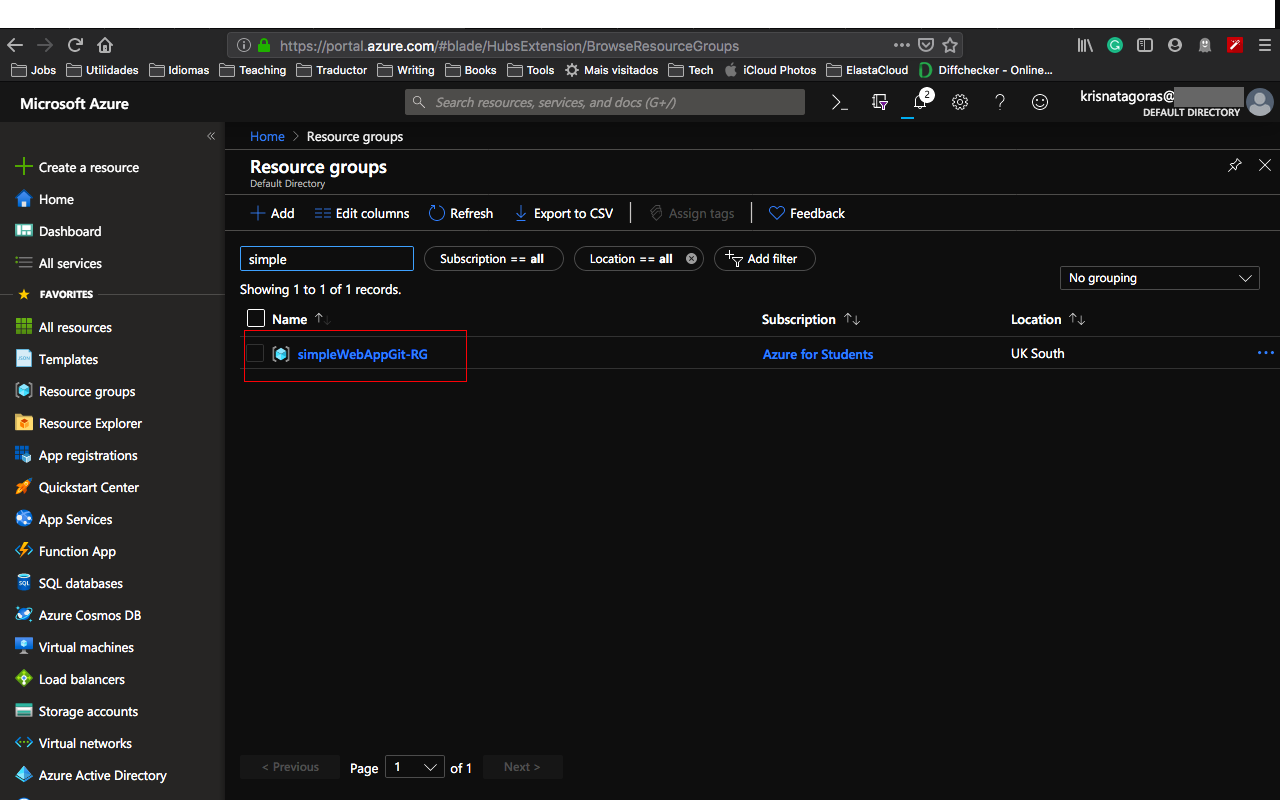 https://portal.azure.com/#blade/HubsExtension/BrowseResourceGroups
Jobs Utilidades Idiomas Teaching Traductor Writing Books Tools Mais visitados Tech iCloud Photos ElastaCloud Diffchecker - Online...
Microsoft Azure
Search resources, services, and docs (G+/)
2
krisnatagoras@
DEFAULT DIRECTORY
Home > Resource groups
Resource groups
Default Directory
Add Edit columns Refresh Export to CSV Assign tags Feedback
simple
Subscription == all
Location == all
Add filter
Showing 1 to 1 of 1 records.
No grouping
Name Subscription Location
simpleWebAppGit-RG Azure for Students UK South
< Previous Page 1 of 1 Next >
Create a resource
Home
Dashboard
All services
FAVORITES
All resources
Templates
Resource groups
Resource Explorer
App registrations
Quickstart Center
App Services
Function App
SQL databases
Azure Cosmos DB
Virtual machines
Load balancers
Storage accounts
Virtual networks
Azure Active Directory